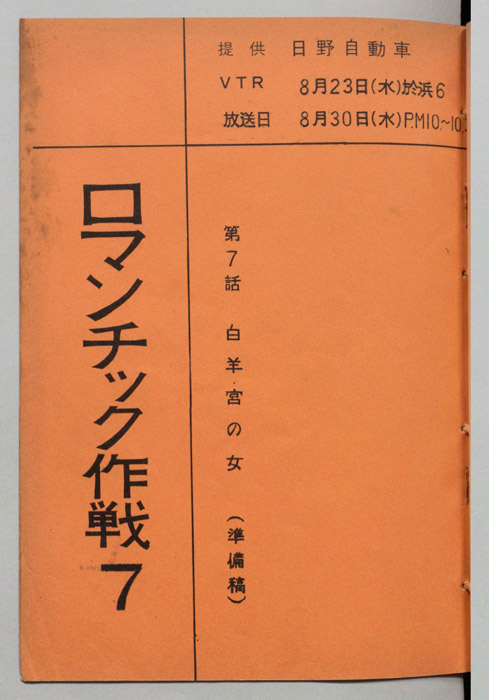 提供 日野自動車
VTR 8月23日(水)於浜6
放送日 8月30日(水)P.M10.~10.
第7話 白羊宮の女 (準備稿)
ロマンチック作戦7